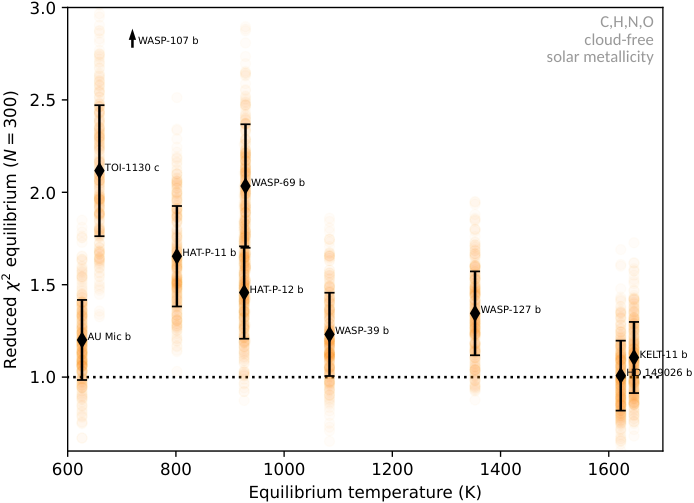 C,H,N,O
cloud-free
solar metallicity
3.0
2.5
2.0
1.5
1.0
Reduced χ² equilibrium (N = 300)
WASP-107 b
TOI-1130 c
WASP-69 b
HAT-P-11 b
HAT-P-12 b
AU Mic b
WASP-39 b
WASP-127 b
KELT-11 b
HD 149026 b
600 800 1000 1200 1400 1600
Equilibrium temperature (K)